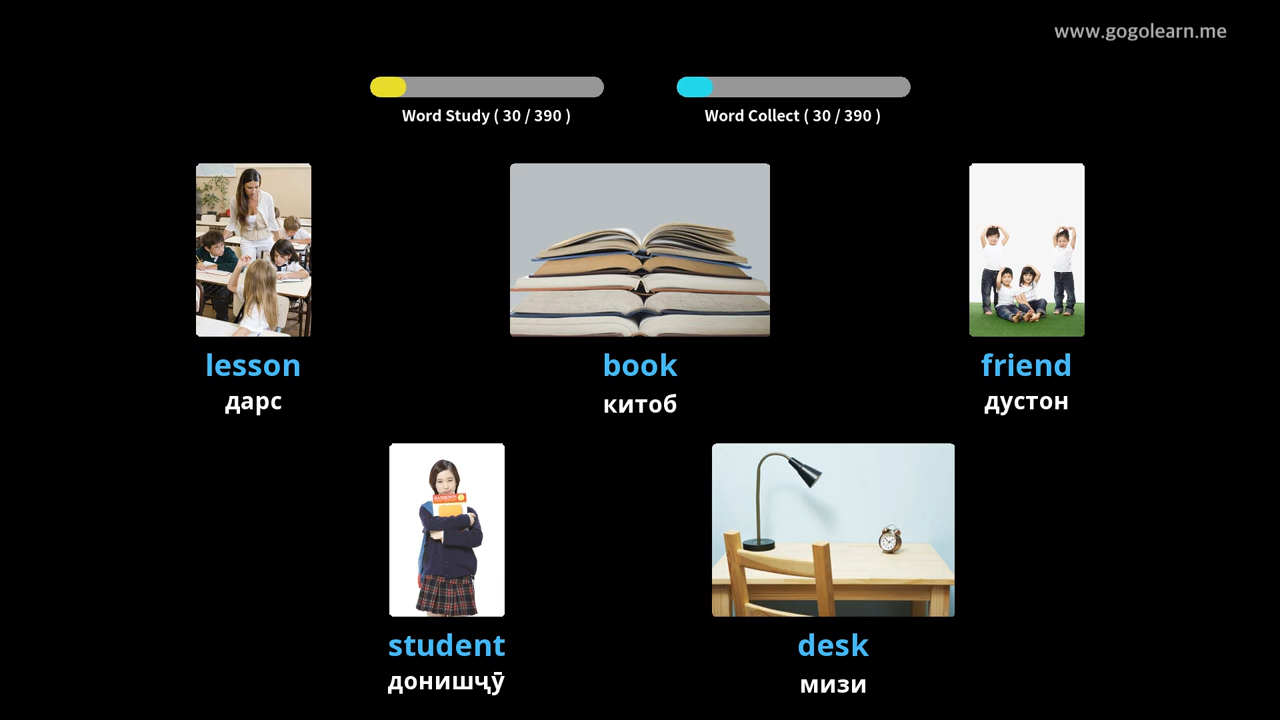 www.gogolearn.me
Word Study ( 30 / 390 )
Word Collect ( 30 / 390 )
lesson
дарс
book
китоб
friend
дустон
student
донишҷӯ
desk
мизи